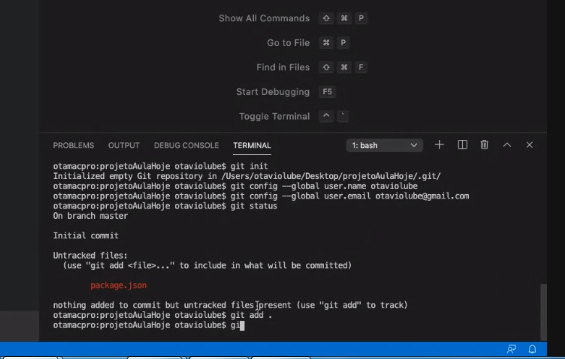 Show All Commands ⇧ ⌘ P
Go to File ⌘ P
Find in Files ⇧ ⌘ F
Start Debugging F5
Toggle Terminal ^ `
PROBLEMS OUTPUT DEBUG CONSOLE TERMINAL 1: bash
otamacpro:projetoAulaHoje otaviolube$ git init
Initialized empty Git repository in /Users/otaviolube/Desktop/projetoAulaHoje/.git/
otamacpro:projetoAulaHoje otaviolube$ git config --global user.name otaviolube
otamacpro:projetoAulaHoje otaviolube$ git config --global user.email otaviolube@gmail.com
otamacpro:projetoAulaHoje otaviolube$ git status
On branch master
Initial commit
Untracked files:
(use "git add <file>..." to include in what will be committed)
package.json
nothing added to commit but untracked files present (use "git add" to track)
otamacpro:projetoAulaHoje otaviolube$ git add .
otamacpro:projetoAulaHoje otaviolube$ gi